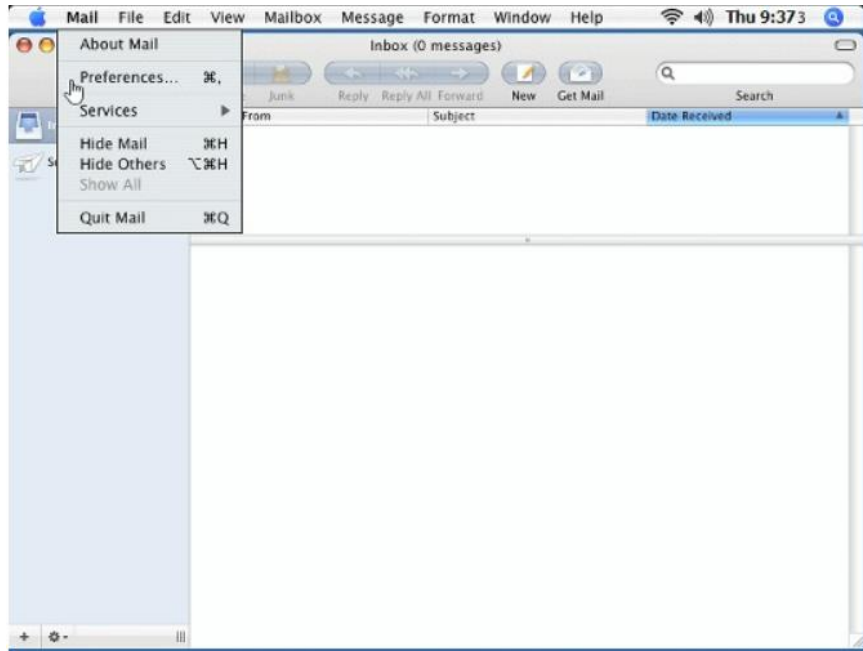 Mail File Edit View Mailbox Message Format Window Help Thu 9:373
About Mail
Inbox (0 messages)
Preferences... ⌘,
Junk Reply Reply All Forward New Get Mail Search
Services
From Subject Date Received
Hide Mail ⌘H
Hide Others ⌥⌘H
Show All
Quit Mail ⌘Q